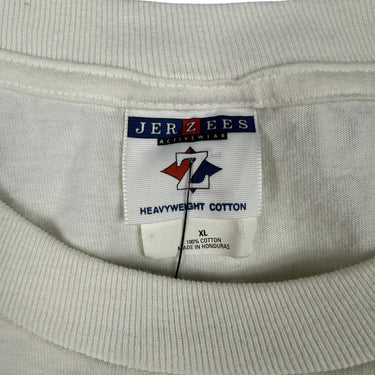 JERZEES
ACTIVEWEAR
Z
HEAVYWEIGHT COTTON
XL
100% COTTON
MADE IN HONDURAS